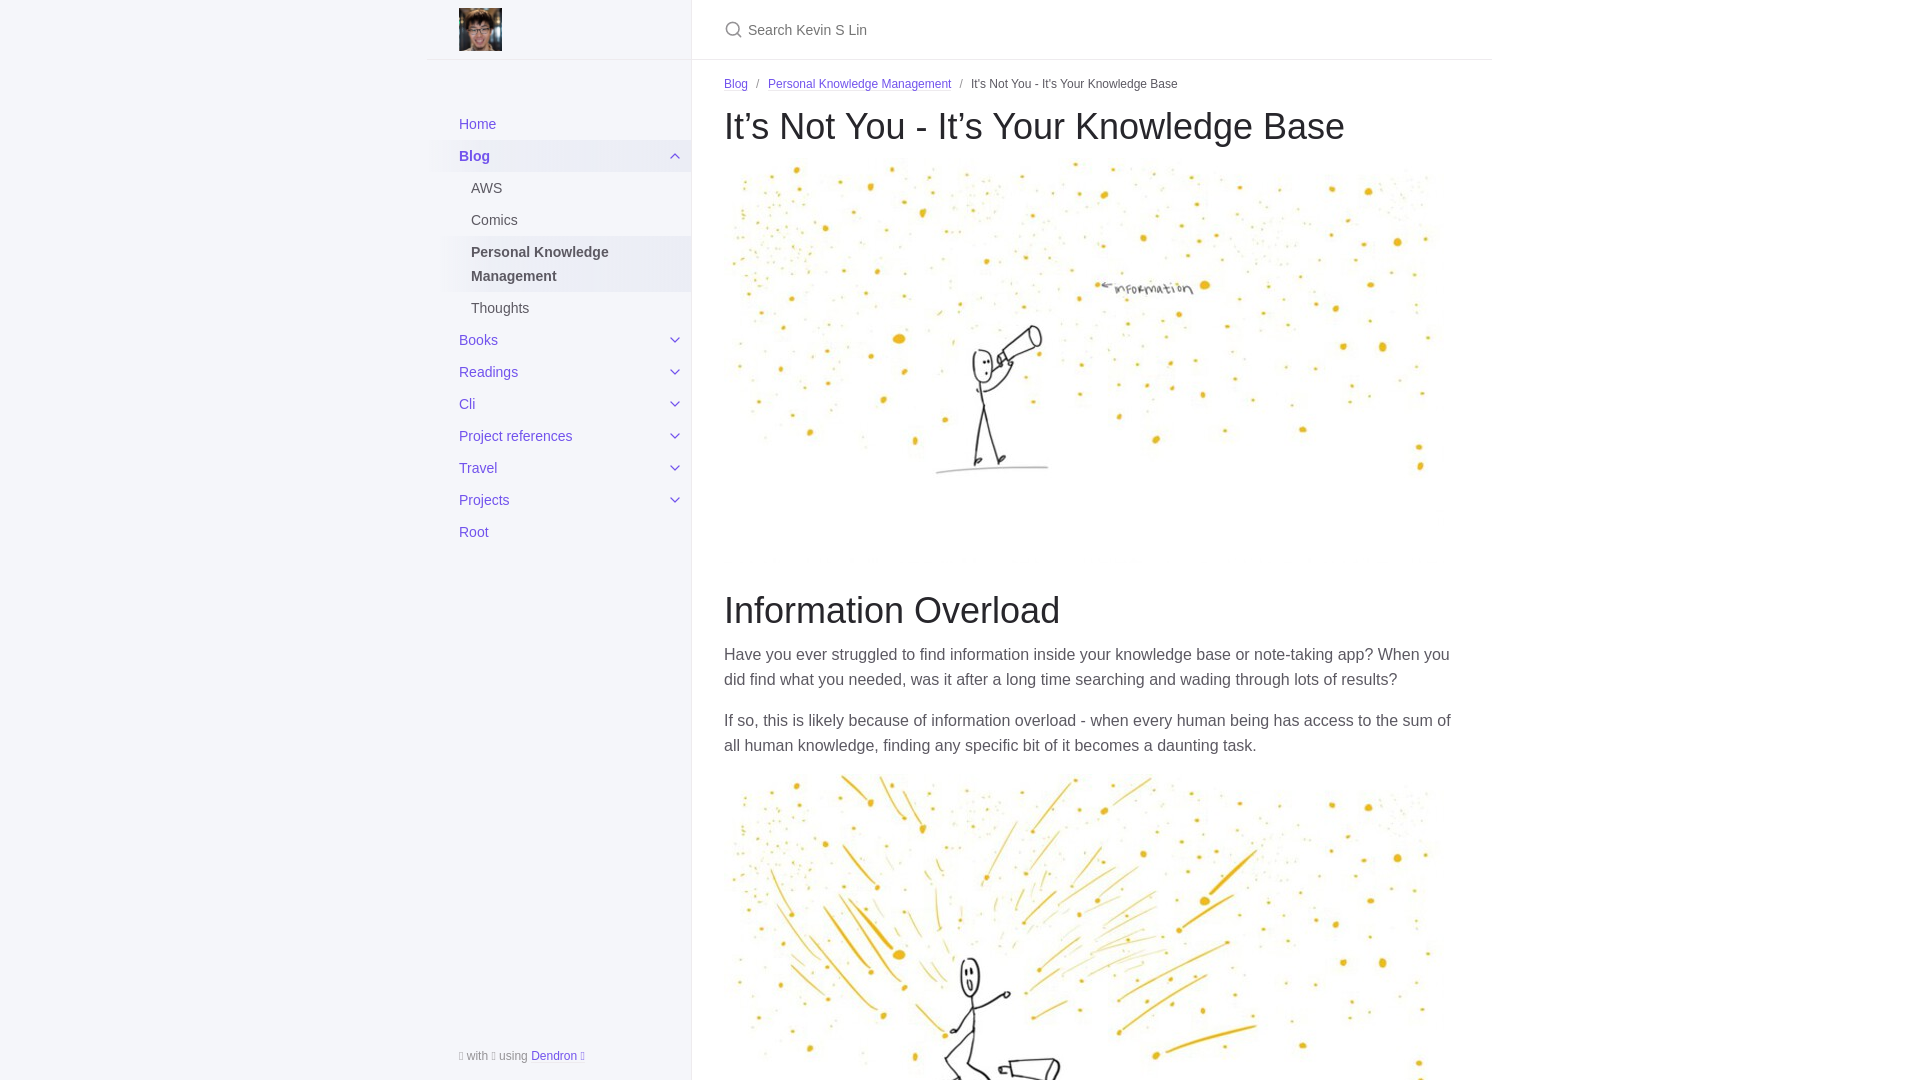 Search Kevin S Lin
Blog / Personal Knowledge Management / It's Not You - It's Your Knowledge Base
Home
Blog
AWS
Comics
Personal Knowledge
Management
Thoughts
Books
Readings
Cli
Project references
Travel
Projects
Root
with using Dendron
It’s Not You - It’s Your Knowledge Base
information
Information Overload
Have you ever struggled to find information inside your knowledge base or note-taking app? When you
did find what you needed, was it after a long time searching and wading through lots of results?
If so, this is likely because of information overload - when every human being has access to the sum of
all human knowledge, finding any specific bit of it becomes a daunting task.